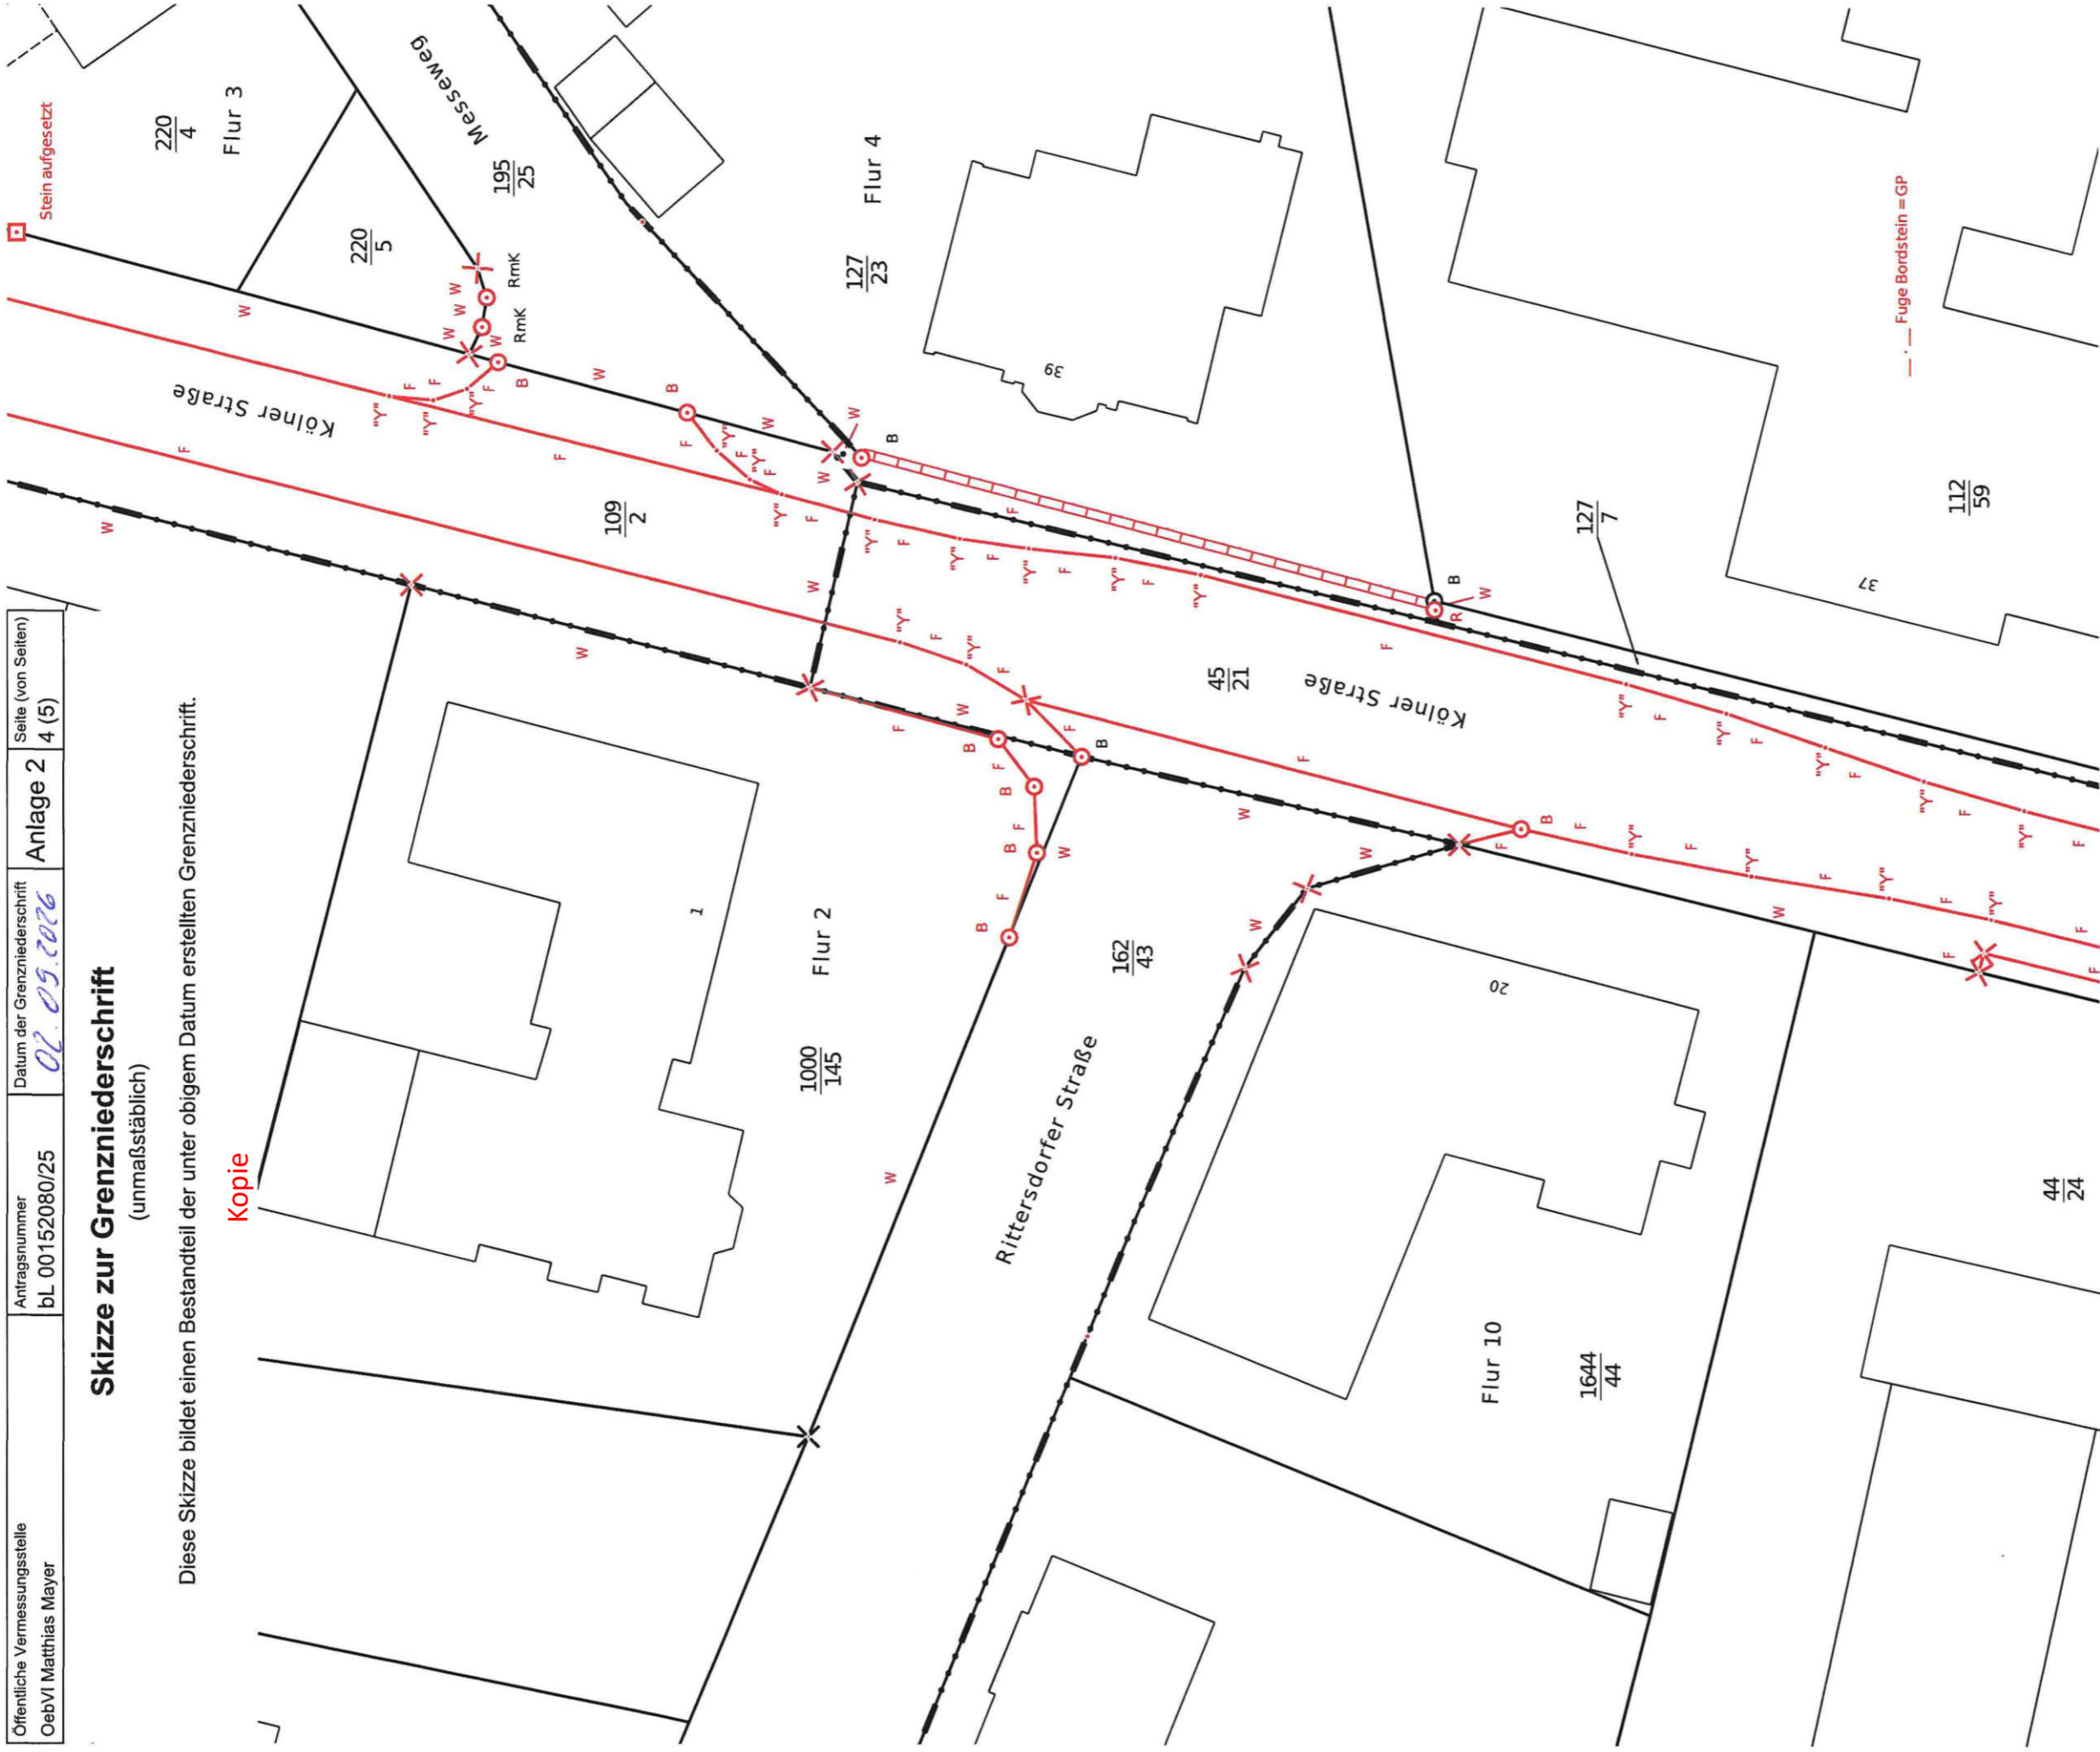 Öffentliche Vermessungsstelle
OebVI Matthias Mayer
Antragsnummer
bL 001520080/25
Datum der Grenzniederschrift
02.09.2026
Anlage 2
Seite (von Seiten)
4 (5)
Skizze zur Grenzniederschrift
(unmaßstäblich)
Diese Skizze bildet einen Bestandteil der unter obigem Datum erstellten Grenzniederschrift.
Kopie
Stein aufgesetzt
220
4
Flur 3
220
5
Messeweg
195
25
RmK
RmK
Kölner Straße
109
2
Flur 4
127
23
39
127
7
112
59
37
Fuge Bordstein = GP
45
21
Kölner Straße
1
Flur 2
1000
145
162
43
Rittersdorfer Straße
20
Flur 10
1644
44
44
24
W
F
B
"Y"
R